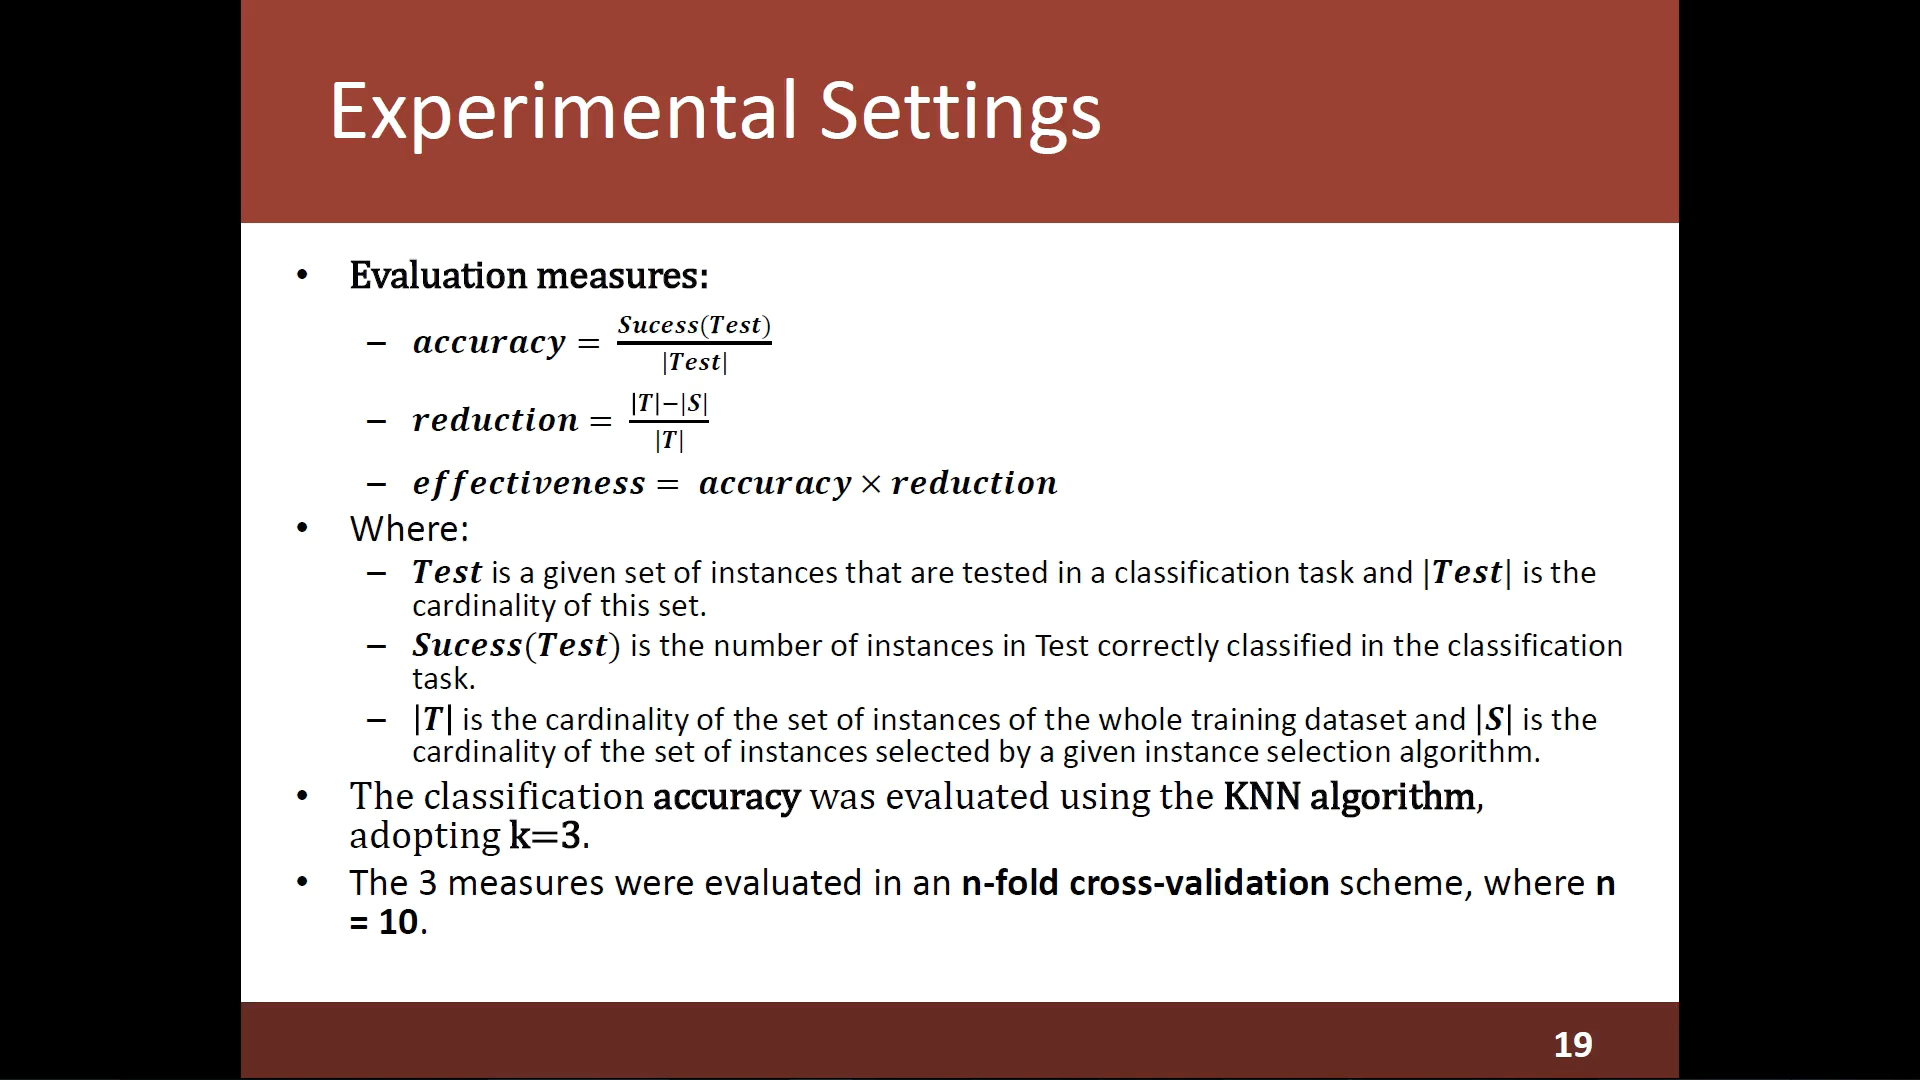 Experimental Settings
• Evaluation measures:
– accuracy = Sucess(Test) / |Test|
– reduction = |T|−|S| / |T|
– effectiveness = accuracy × reduction
• Where:
– Test is a given set of instances that are tested in a classification task and |Test| is the
cardinality of this set.
– Sucess(Test) is the number of instances in Test correctly classified in the classification
task.
– |T| is the cardinality of the set of instances of the whole training dataset and |S| is the
cardinality of the set of instances selected by a given instance selection algorithm.
• The classification accuracy was evaluated using the KNN algorithm,
adopting k=3.
• The 3 measures were evaluated in an n-fold cross-validation scheme, where n
= 10.
19